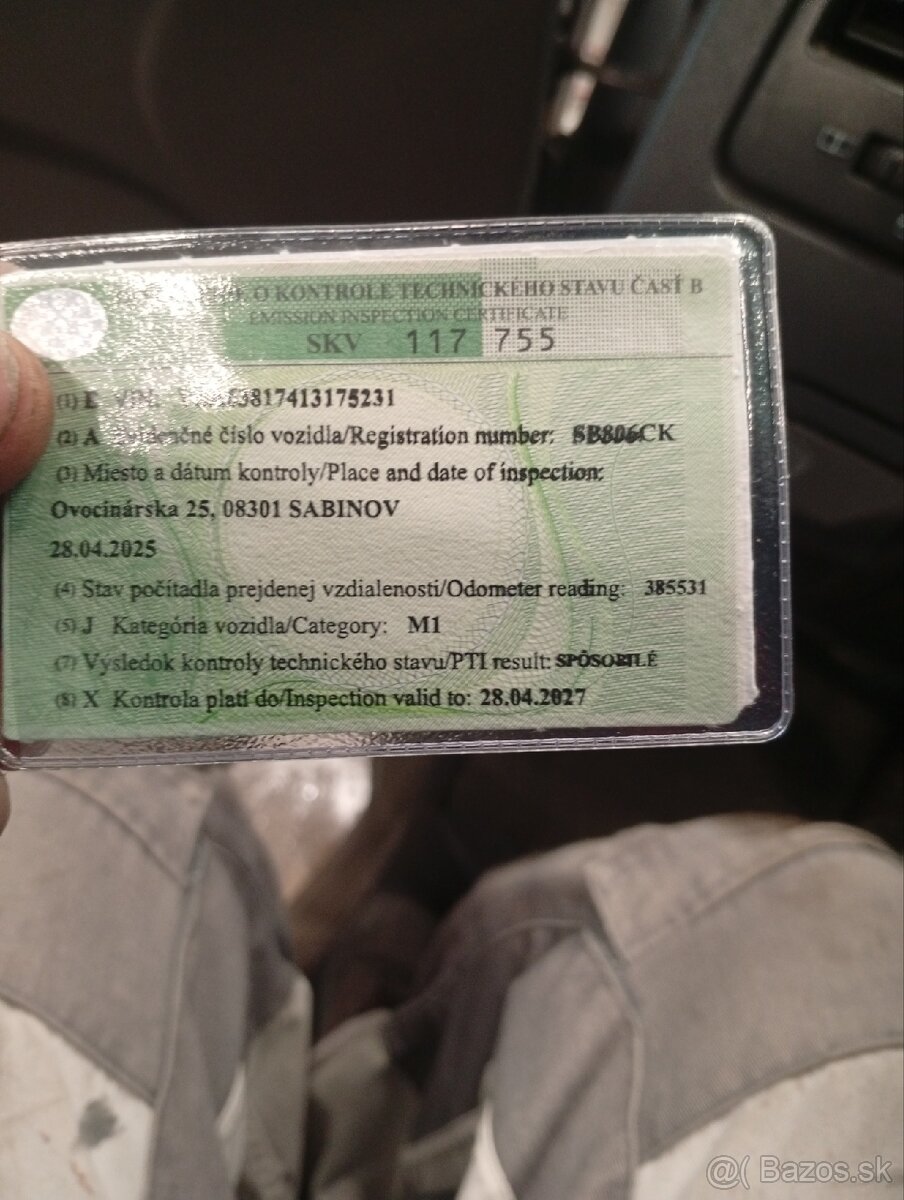 O KONTROLE TECHNICKÉHO STAVU ČASŤ B
EMISSION INSPECTION CERTIFICATE
SKV 117 755
(1) E VIN: 3817413175231
(2) A Evidenčné číslo vozidla/Registration number: SB806CK
(3) Miesto a dátum kontroly/Place and date of inspection:
Ovocinárska 25, 08301 SABINOV
28.04.2025
(4) Stav počítadla prejdenej vzdialenosti/Odometer reading: 385531
(5) J Kategória vozidla/Category: M1
(7) Výsledok kontroly technického stavu/PTI result: SPÔSOBILÉ
(8) X Kontrola platí do/Inspection valid to: 28.04.2027
@( Bazos.sk